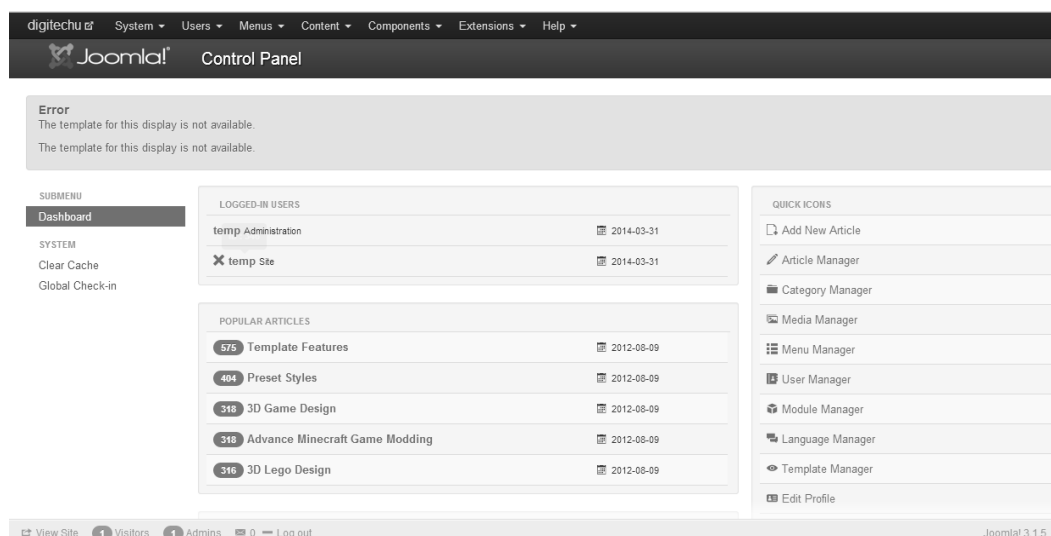 digitechu System Users Menus Content Components Extensions Help
Joomla! Control Panel
Error
The template for this display is not available.
The template for this display is not available.
SUBMENU
Dashboard
SYSTEM
Clear Cache
Global Check-in
LOGGED-IN USERS
temp Administration 2014-03-31
temp Site 2014-03-31
POPULAR ARTICLES
575 Template Features 2012-08-09
404 Preset Styles 2012-08-09
318 3D Game Design 2012-08-09
318 Advance Minecraft Game Modding 2012-08-09
316 3D Lego Design 2012-08-09
QUICK ICONS
Add New Article
Article Manager
Category Manager
Media Manager
Menu Manager
User Manager
Module Manager
Language Manager
Template Manager
Edit Profile
View Site 1 Visitors 1 Admins 0 Log out Joomla! 3.1.5